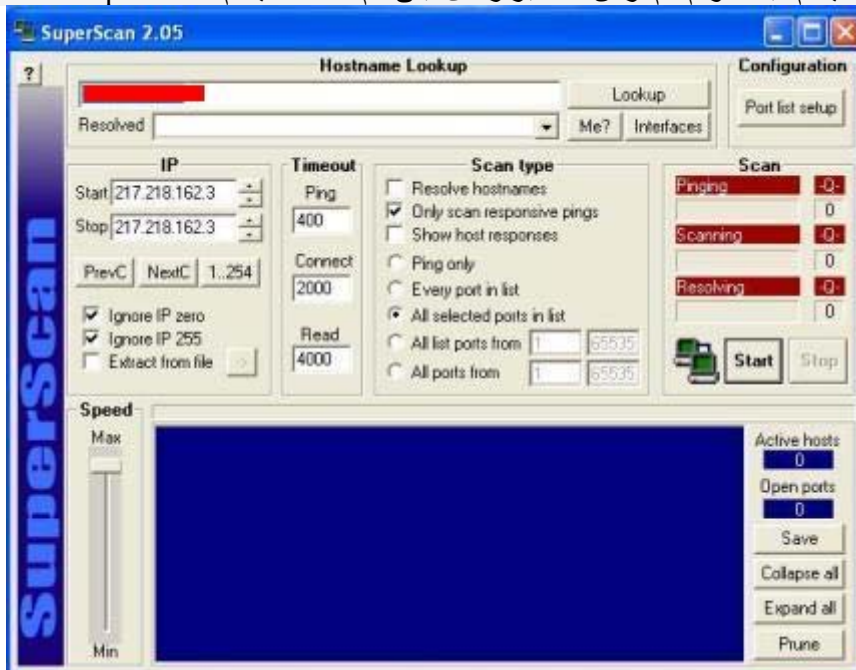 SuperScan 2.05
?
Hostname Lookup
Lookup
Resolved
Me?
Interfaces
Configuration
Port list setup
IP
Start 217.218.162.3
Stop 217.218.162.3
PrevC
NextC
1..254
Ignore IP zero
Ignore IP 255
Extract from file
->
Timeout
Ping
400
Connect
2000
Read
4000
Scan type
Resolve hostnames
Only scan responsive pings
Show host responses
Ping only
Every port in list
All selected ports in list
All list ports from 1 65535
All ports from 1 65535
Scan
Pinging -Q-
0
Scanning -Q-
0
Resolving -Q-
0
Start
Stop
Speed
Max
Min
Active hosts
0
Open ports
0
Save
Collapse all
Expand all
Prune
SuperScan